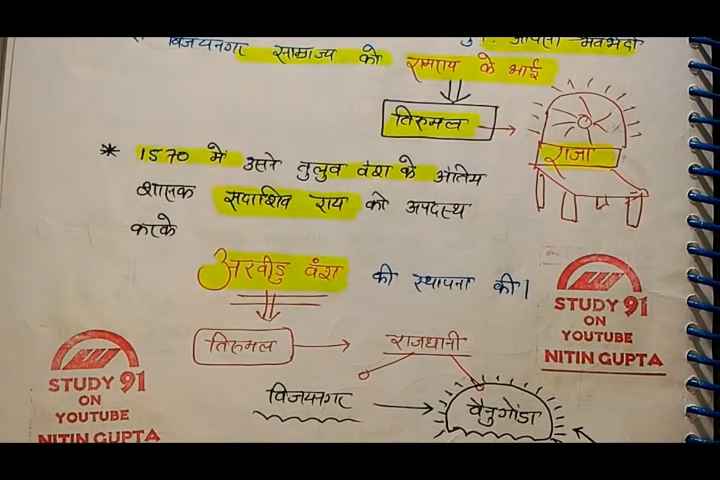 विजयनगर साम्राज्य को
रामराय के भाई
तिरुमल
राजा
* 1570 में उसने तुलुव वंश के अंतिम
शासक सदाशिव राय को अपदस्थ
करके
अरवीडु वंश की स्थापना की।
तिरुमल राजधानी
विजयनगर वैनुगोंडा
STUDY 91
ON
YOUTUBE
NITIN GUPTA
STUDY 91
ON
YOUTUBE
NITIN GUPTA